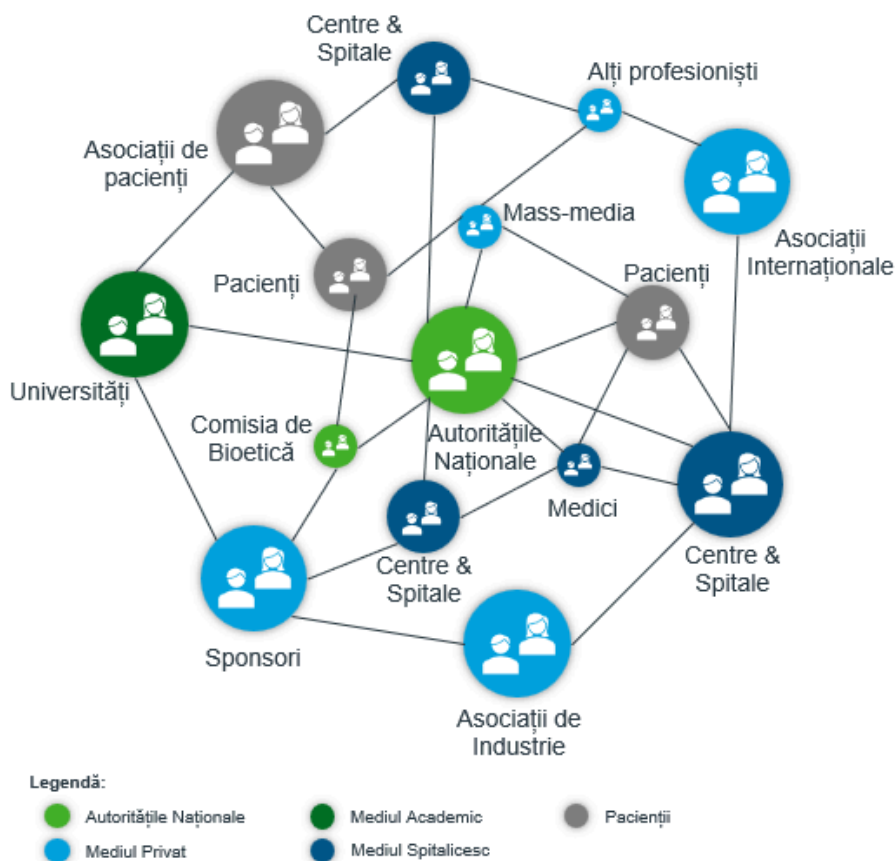 Centre &
Spitale
Alți profesioniști
Asociații de
pacienți
Mass-media
Asociații
Internaționale
Pacienți
Pacienți
Universități
Comisia de
Bioetică
Autoritățile
Naționale
Medici
Centre &
Spitale
Centre &
Spitale
Sponsori
Asociații de
Industrie
Legendă:
Autoritățile Naționale
Mediul Academic
Pacienții
Mediul Privat
Mediul Spitalicesc